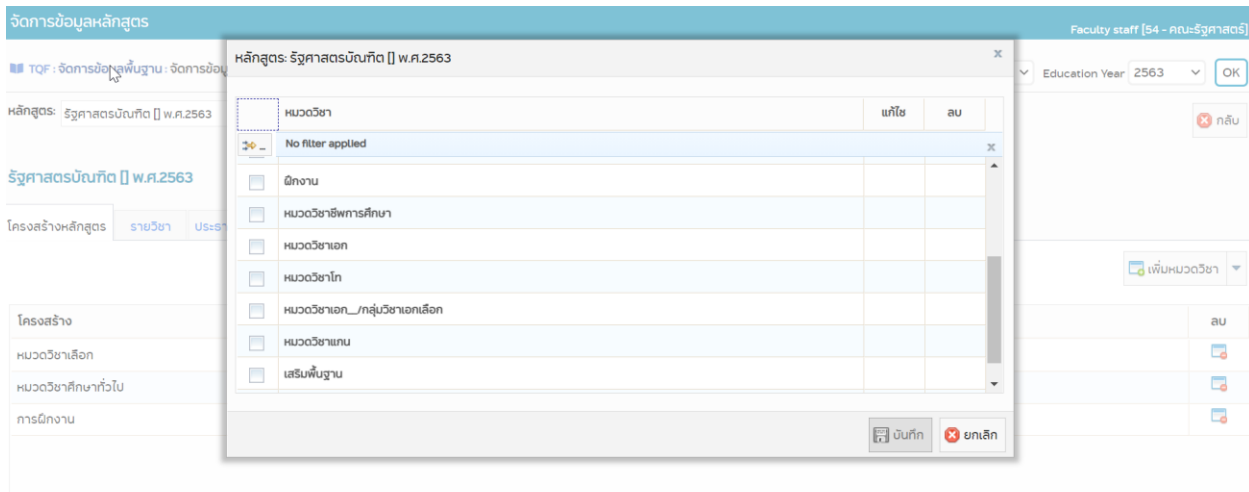 จัดการข้อมูลหลักสูตร
Faculty staff [54 - คณะรัฐศาสตร์]
TQF : จัดการข้อมูลพื้นฐาน : จัดการข้อมู
Education Year 2563 OK
หลักสูตร: รัฐศาสตรบัณฑิต [] พ.ศ.2563
กลับ
รัฐศาสตรบัณฑิต [] พ.ศ.2563
โครงสร้างหลักสูตร รายวิชา ประธา
เพิ่มหมวดวิชา
โครงสร้าง ลบ
หมวดวิชาเลือก
หมวดวิชาศึกษาทั่วไป
การฝึกงาน
หลักสูตร: รัฐศาสตรบัณฑิต [] พ.ศ.2563 x
หมวดวิชา แก้ไข ลบ
No filter applied x
ฝึกงาน
หมวดวิชาชีพการศึกษา
หมวดวิชาเอก
หมวดวิชาโท
หมวดวิชาเอก__/กลุ่มวิชาเอกเลือก
หมวดวิชาแกน
เสริมพื้นฐาน
บันทึก ยกเลิก